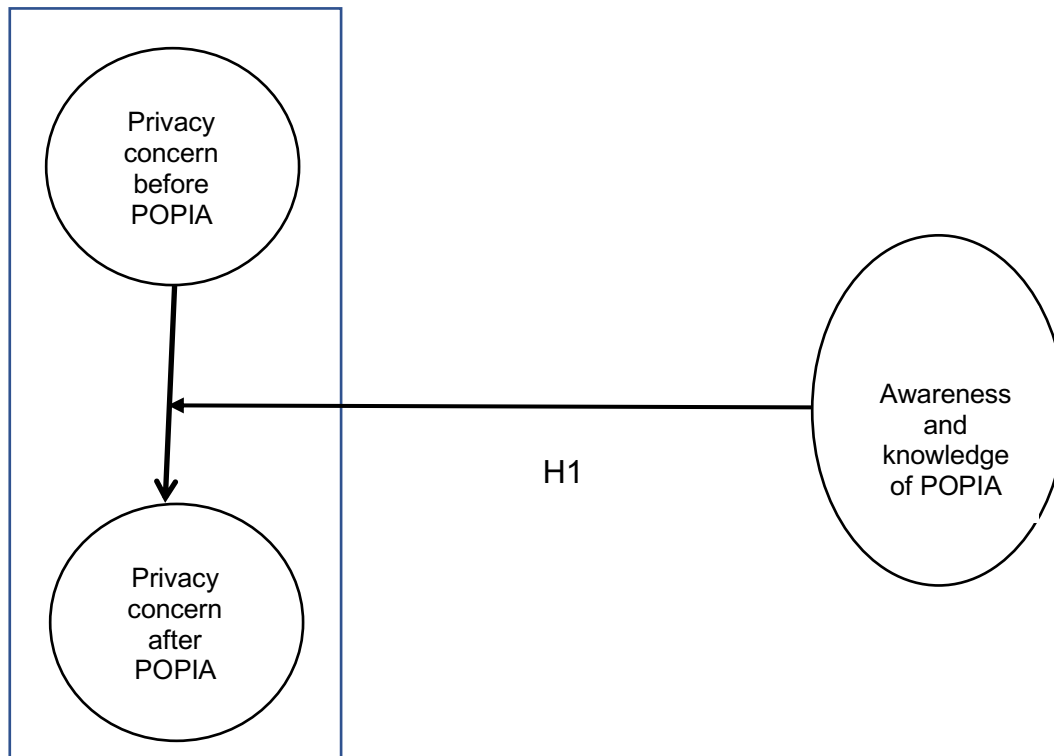 Privacy
concern
before
POPIA
Awareness
and
knowledge
of POPIA
H1
Privacy
concern
after
POPIA